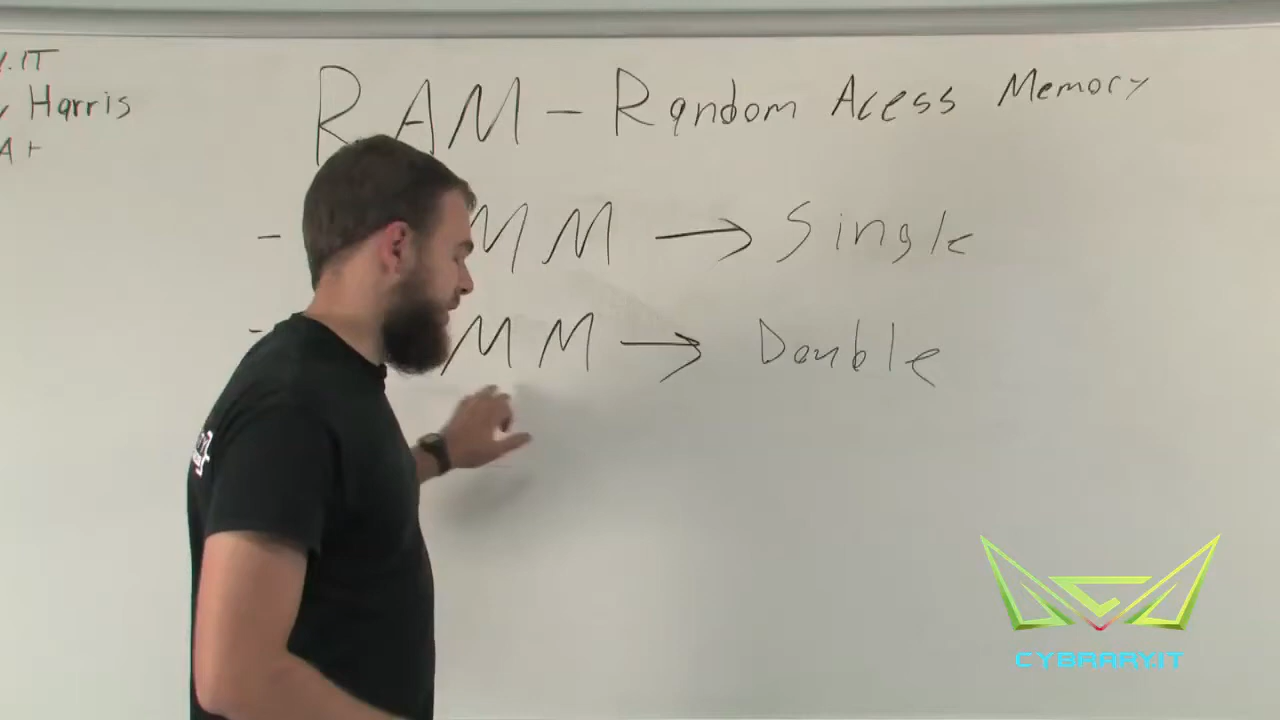 .IT
Harris
A+
RAM - Random Acess Memory
- MM → Single
- MM → Double
CYBRARY.IT